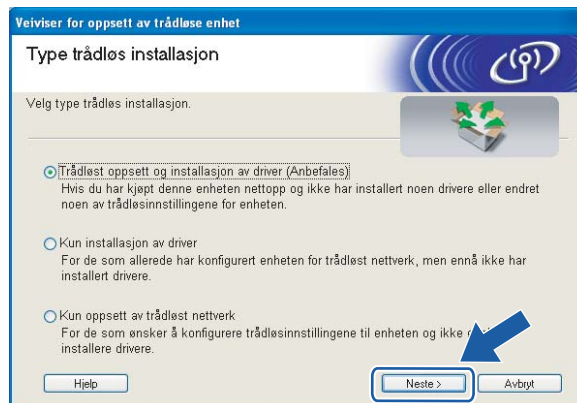 Veiviser for oppsett av trådløse enhet
Type trådløs installasjon
Velg type trådløs installasjon.
Trådløst oppsett og installasjon av driver (Anbefales)
Hvis du har kjøpt denne enheten nettopp og ikke har installert noen drivere eller endret
noen av trådløsinnstillingene for enheten.
Kun installasjon av driver
For de som allerede har konfigurert enheten for trådløst nettverk, men ennå ikke har
installert drivere.
Kun oppsett av trådløst nettverk
For de som ønsker å konfigurere trådløsinnstillingene til enheten og ikke
installere drivere.
Hjelp
Neste >
Avbryt